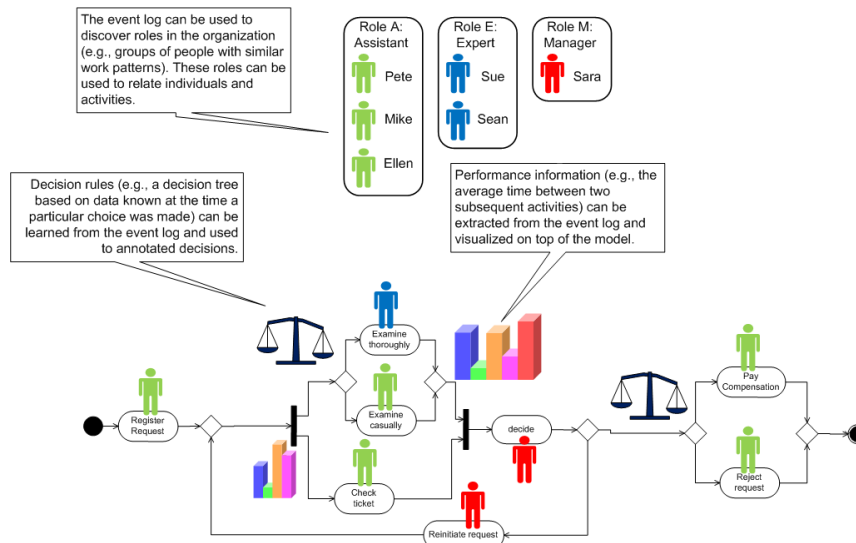 The event log can be used to
discover roles in the organization
(e.g., groups of people with similar
work patterns). These roles can be
used to relate individuals and
activities.
Role A:
Assistant
Pete
Mike
Ellen
Role E:
Expert
Sue
Sean
Role M:
Manager
Sara
Decision rules (e.g., a decision tree
based on data known at the time a
particular choice was made) can be
learned from the event log and used
to annotated decisions.
Performance information (e.g., the
average time between two
subsequent activities) can be
extracted from the event log and
visualized on top of the model.
Register
Request
Examine
thoroughly
Examine
casually
Check
ticket
decide
Reinitiate request
Pay
Compensation
Reject
request